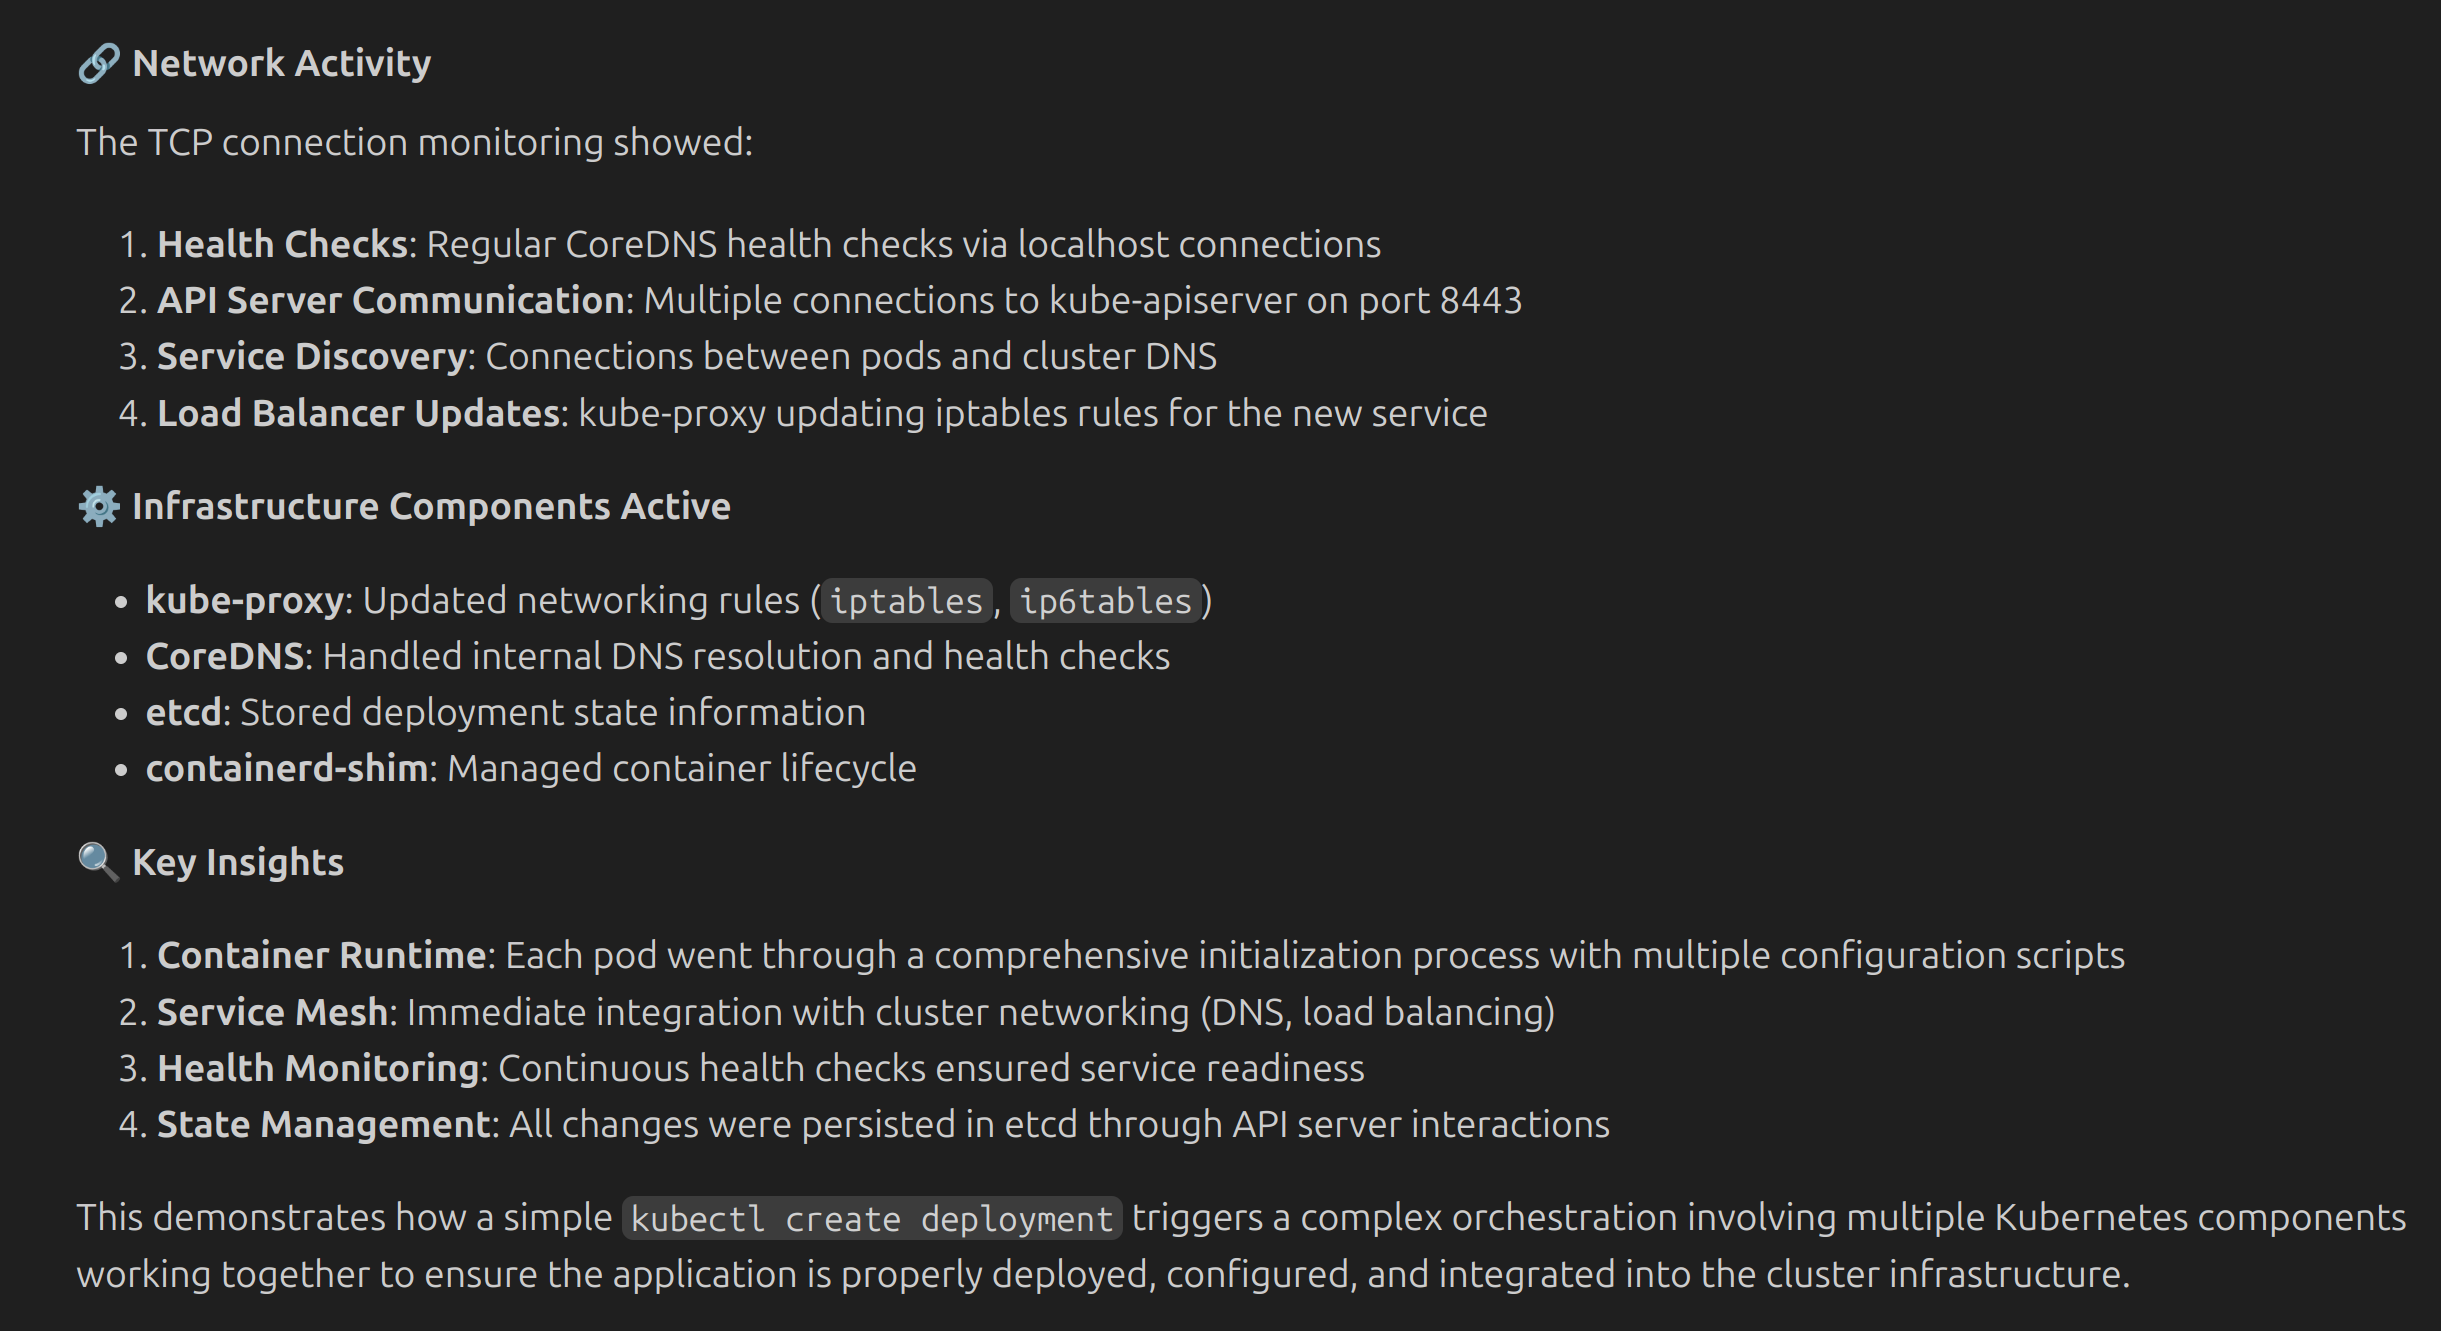 🔗 Network Activity
The TCP connection monitoring showed:
1. Health Checks: Regular CoreDNS health checks via localhost connections
2. API Server Communication: Multiple connections to kube-apiserver on port 8443
3. Service Discovery: Connections between pods and cluster DNS
4. Load Balancer Updates: kube-proxy updating iptables rules for the new service
⚙️ Infrastructure Components Active
• kube-proxy: Updated networking rules (iptables, ip6tables)
• CoreDNS: Handled internal DNS resolution and health checks
• etcd: Stored deployment state information
• containerd-shim: Managed container lifecycle
🔍 Key Insights
1. Container Runtime: Each pod went through a comprehensive initialization process with multiple configuration scripts
2. Service Mesh: Immediate integration with cluster networking (DNS, load balancing)
3. Health Monitoring: Continuous health checks ensured service readiness
4. State Management: All changes were persisted in etcd through API server interactions
This demonstrates how a simple kubectl create deployment triggers a complex orchestration involving multiple Kubernetes components
working together to ensure the application is properly deployed, configured, and integrated into the cluster infrastructure.